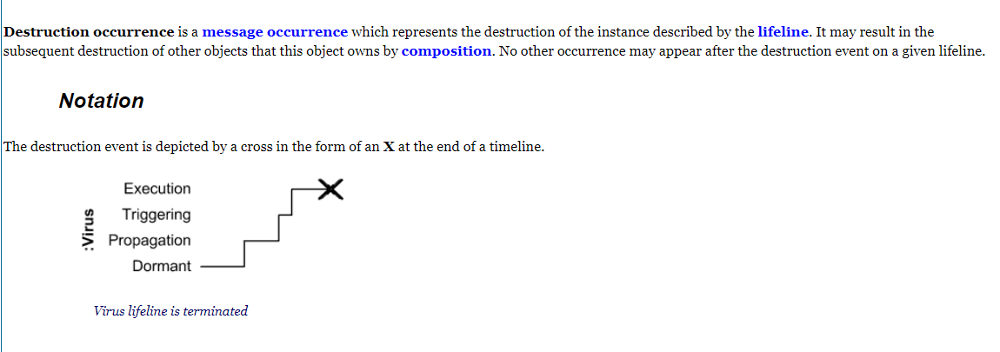 Destruction occurrence is a message occurrence which represents the destruction of the instance described by the lifeline. It may result in the
subsequent destruction of other objects that this object owns by composition. No other occurrence may appear after the destruction event on a given lifeline.
Notation
The destruction event is depicted by a cross in the form of an X at the end of a timeline.
Execution
Triggering
:Virus
Propagation
Dormant
Virus lifeline is terminated